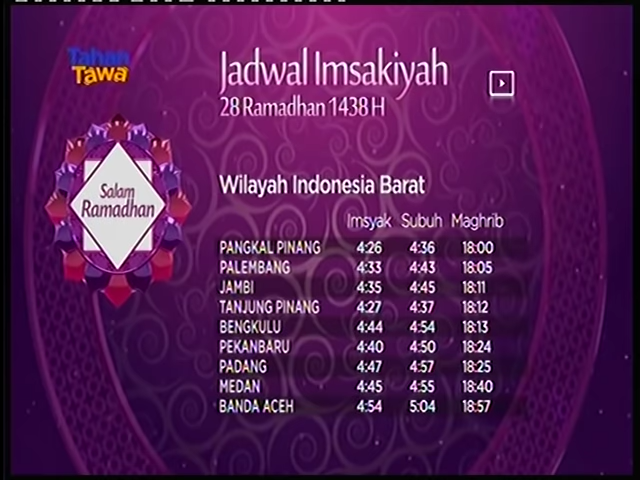 Tahan
Tawa
Jadwal Imsakiyah
28 Ramadhan 1438 H
Salam
Ramadhan
Wilayah Indonesia Barat
Imsyak Subuh Maghrib
PANGKAL PINANG 4:26 4:36 18:00
PALEMBANG 4:33 4:43 18:05
JAMBI 4:35 4:45 18:11
TANJUNG PINANG 4:27 4:37 18:12
BENGKULU 4:44 4:54 18:13
PEKANBARU 4:40 4:50 18:24
PADANG 4:47 4:57 18:25
MEDAN 4:45 4:55 18:40
BANDA ACEH 4:54 5:04 18:57